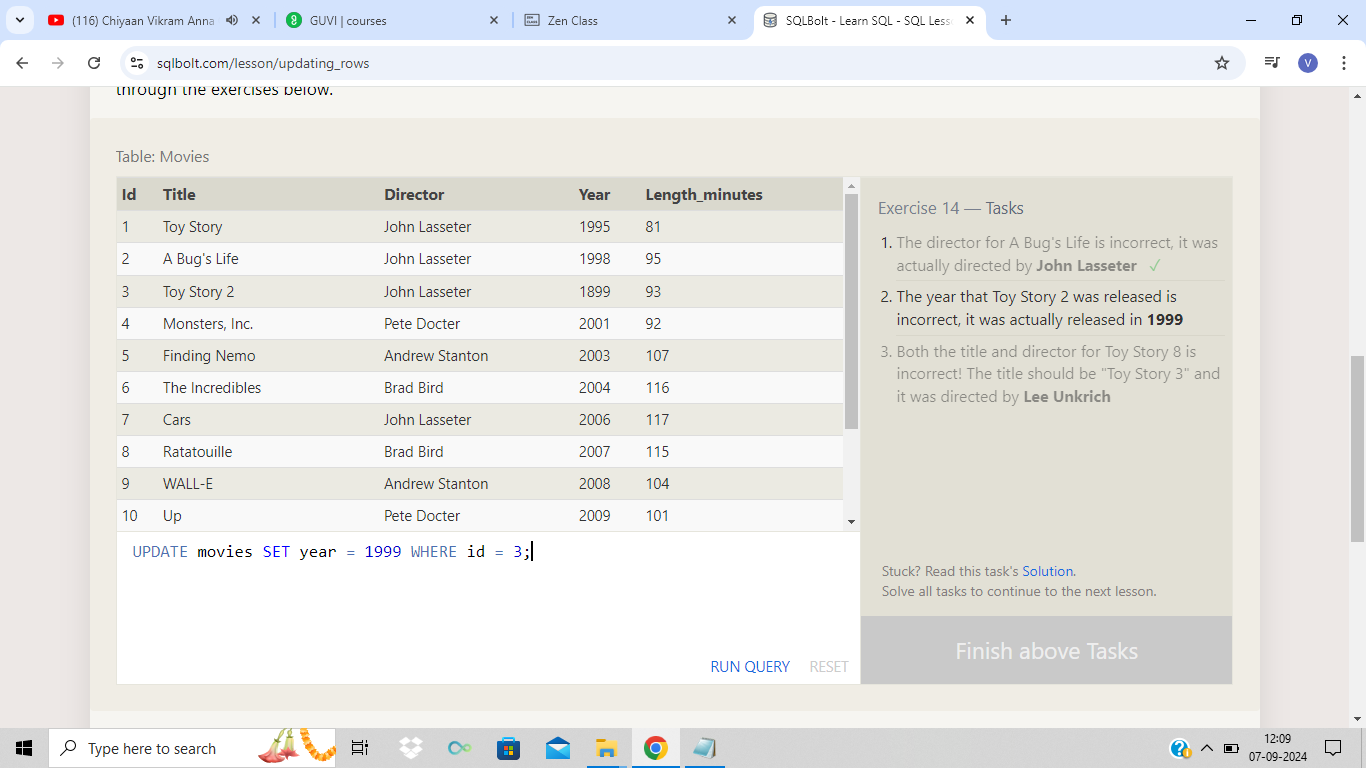 (116) Chiyaan Vikram Anna
GUVI | courses
Zen Class
SQLBolt - Learn SQL - SQL Less
sqlbolt.com/lesson/updating_rows
V
through the exercises below.
Table: Movies
Id Title Director Year Length_minutes
1 Toy Story John Lasseter 1995 81
2 A Bug's Life John Lasseter 1998 95
3 Toy Story 2 John Lasseter 1899 93
4 Monsters, Inc. Pete Docter 2001 92
5 Finding Nemo Andrew Stanton 2003 107
6 The Incredibles Brad Bird 2004 116
7 Cars John Lasseter 2006 117
8 Ratatouille Brad Bird 2007 115
9 WALL-E Andrew Stanton 2008 104
10 Up Pete Docter 2009 101
UPDATE movies SET year = 1999 WHERE id = 3;
RUN QUERY RESET
Exercise 14 — Tasks
1. The director for A Bug's Life is incorrect, it was
actually directed by John Lasseter ✓
2. The year that Toy Story 2 was released is
incorrect, it was actually released in 1999
3. Both the title and director for Toy Story 8 is
incorrect! The title should be "Toy Story 3" and
it was directed by Lee Unkrich
Stuck? Read this task's Solution.
Solve all tasks to continue to the next lesson.
Finish above Tasks
Type here to search
12:09
07-09-2024